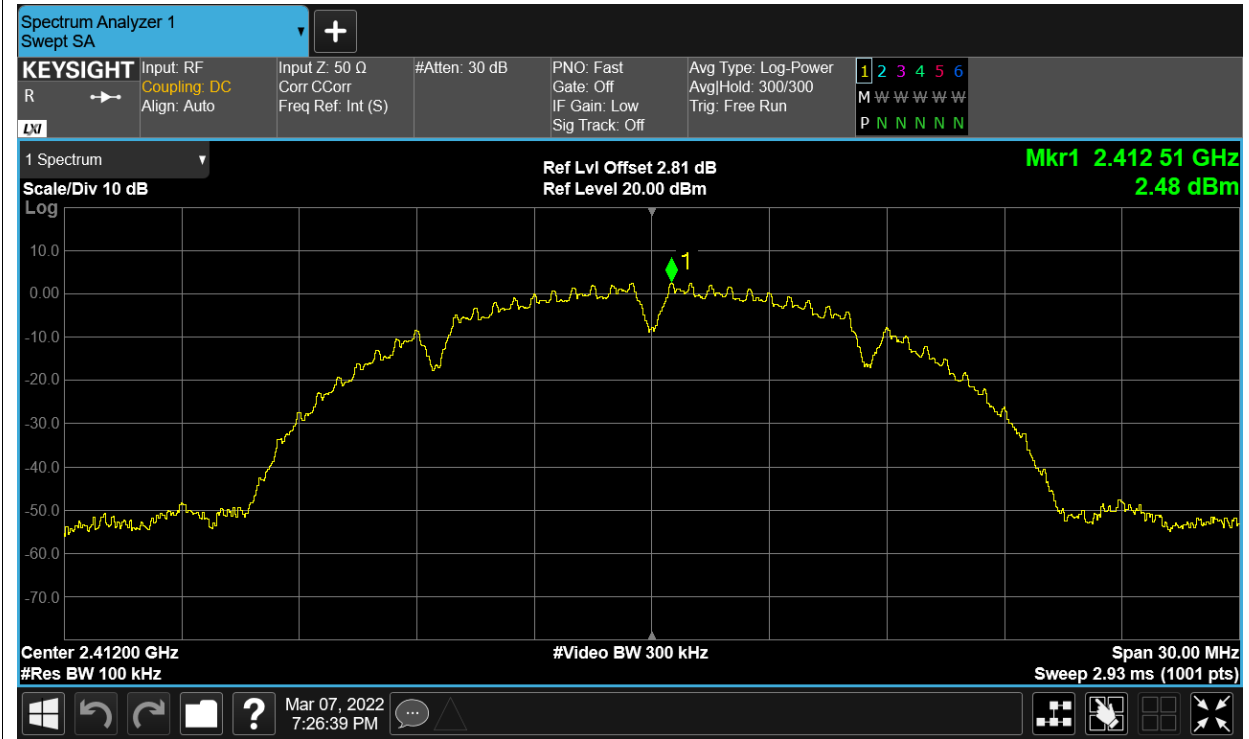 Spectrum Analyzer 1
Swept SA
+
KEYSIGHT
R
LXI
Input: RF
Coupling: DC
Align: Auto
Input Z: 50 Ω
Corr CCorr
Freq Ref: Int (S)
#Atten: 30 dB
PNO: Fast
Gate: Off
IF Gain: Low
Sig Track: Off
Avg Type: Log-Power
Avg|Hold: 300/300
Trig: Free Run
1 2 3 4 5 6
M W W W W W
P N N N N N
1 Spectrum
Scale/Div 10 dB
Log
Ref Lvl Offset 2.81 dB
Ref Level 20.00 dBm
Mkr1 2.412 51 GHz
2.48 dBm
1
10.0
0.00
-10.0
-20.0
-30.0
-40.0
-50.0
-60.0
-70.0
Center 2.41200 GHz
#Res BW 100 kHz
#Video BW 300 kHz
Span 30.00 MHz
Sweep 2.93 ms (1001 pts)
?
Mar 07, 2022
7:26:39 PM